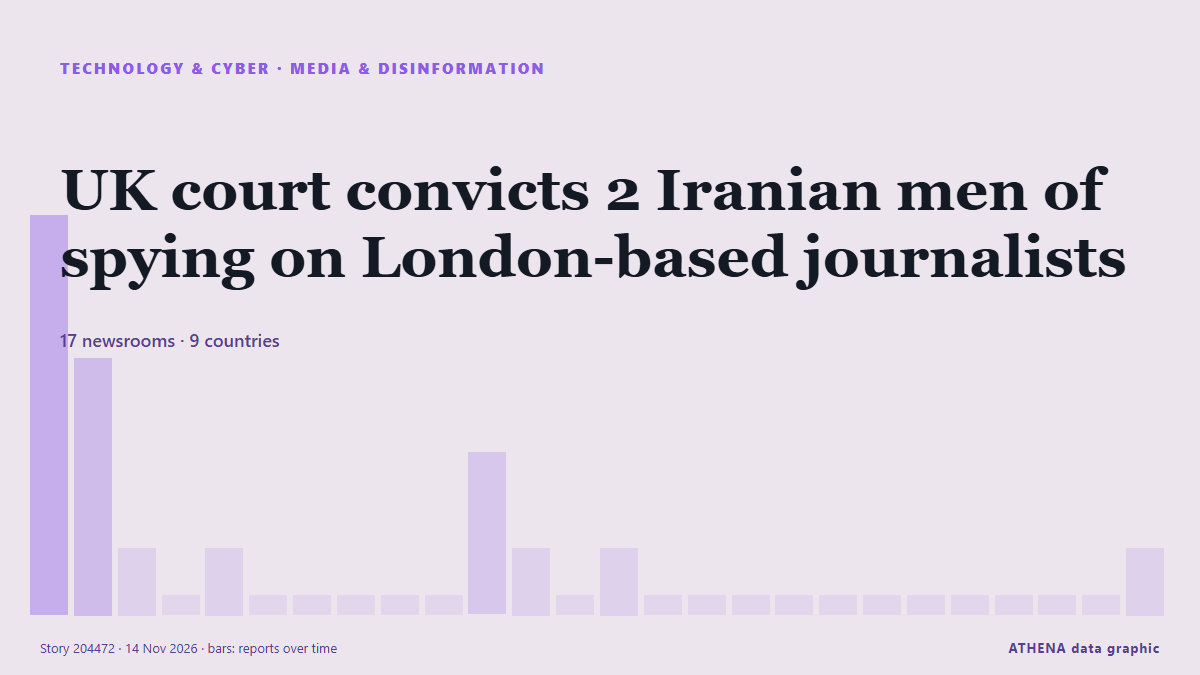 TECHNOLOGY & CYBER · MEDIA & DISINFORMATION
UK court convicts 2 Iranian men of
spying on London-based journalists
17 newsrooms · 9 countries
Story 204472 · 14 Nov 2026 · bars: reports over time
ATHENA data graphic